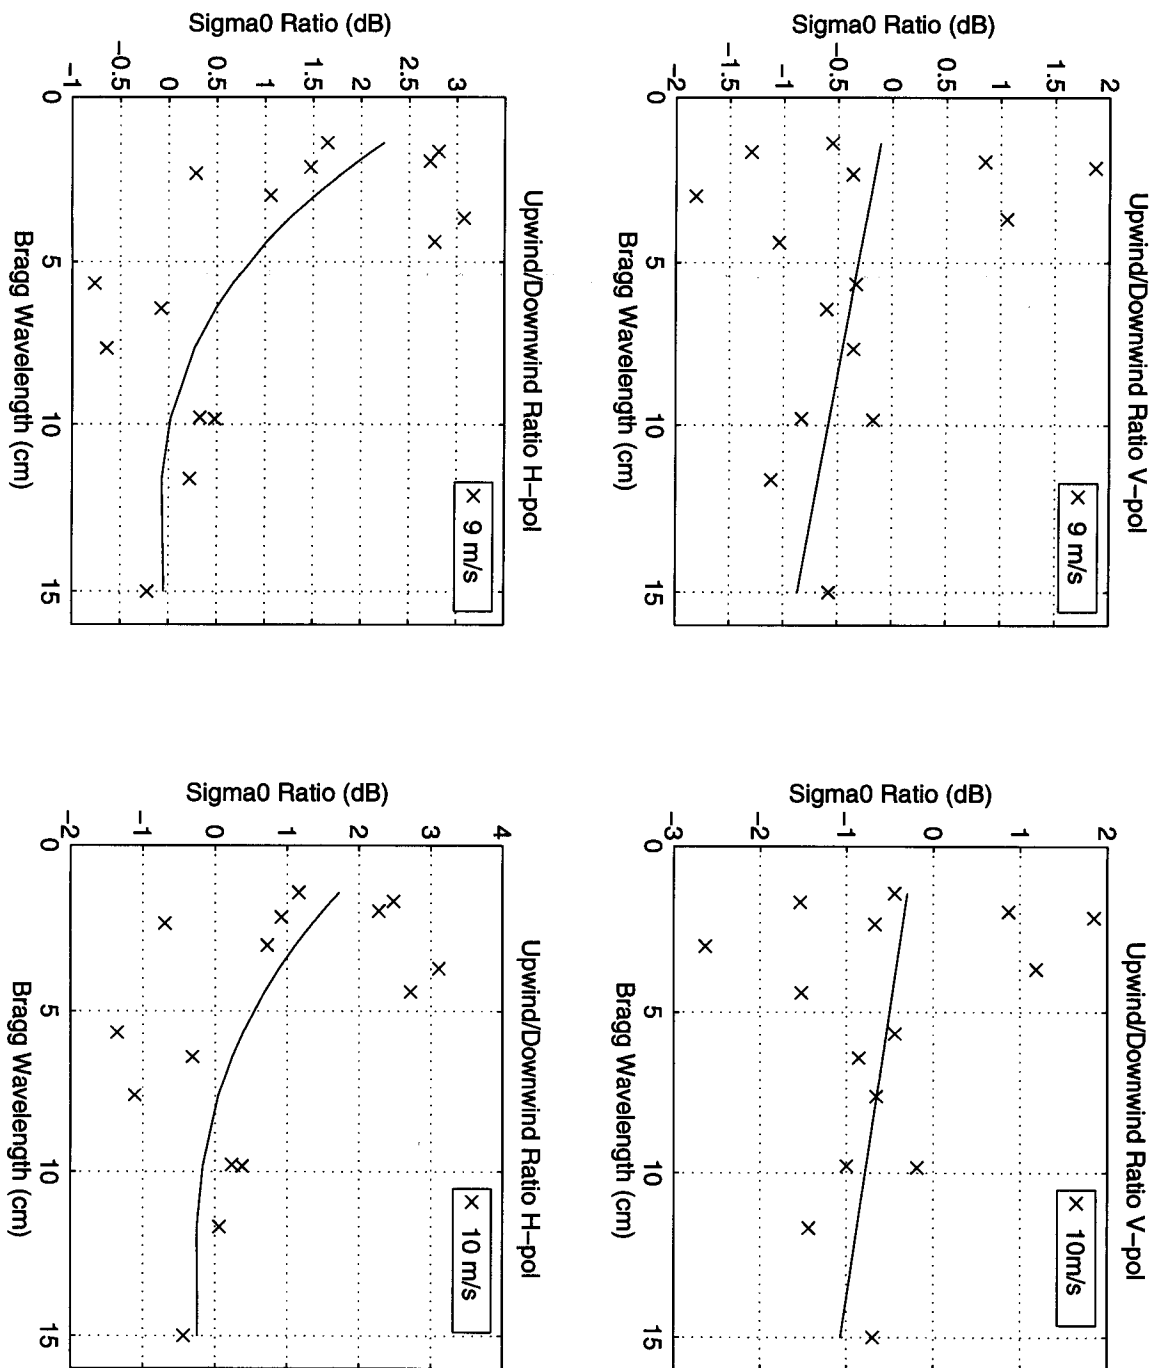 Upwind/Downwind Ratio V−pol
2
1.5
1
0.5
0
−0.5
−1
−1.5
−2
Sigma0 Ratio (dB)
× 9 m/s
0
5
10
15
Bragg Wavelength (cm)
Upwind/Downwind Ratio V−pol
2
1
0
−1
−2
−3
Sigma0 Ratio (dB)
× 10m/s
0
5
10
15
Bragg Wavelength (cm)
Upwind/Downwind Ratio H−pol
3
2.5
2
1.5
1
0.5
0
−0.5
−1
Sigma0 Ratio (dB)
× 9 m/s
0
5
10
15
Bragg Wavelength (cm)
Upwind/Downwind Ratio H−pol
4
3
2
1
0
−1
−2
Sigma0 Ratio (dB)
× 10 m/s
0
5
10
15
Bragg Wavelength (cm)